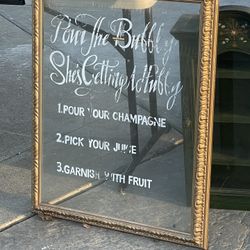 Pour The Bubbly
She's Getting a Hubby
1.POUR YOUR CHAMPAGNE
2.PICK YOUR JUICE
3.GARNISH WITH FRUIT